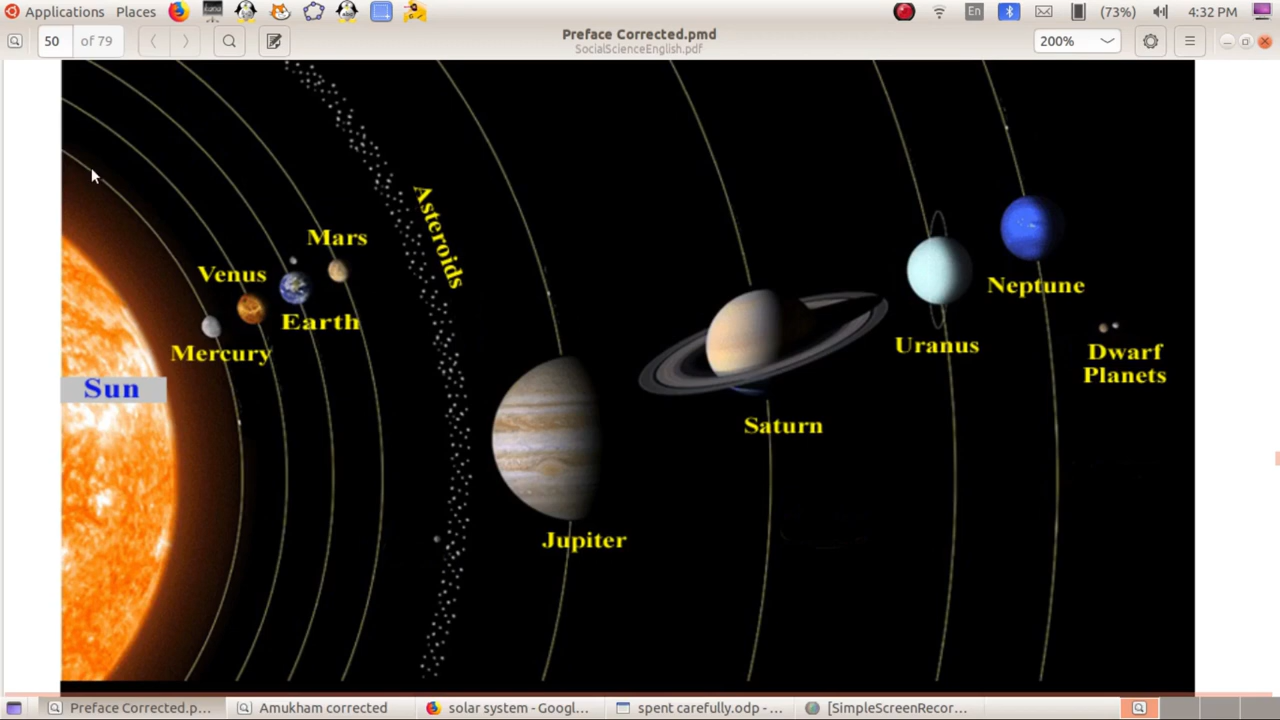 Applications Places En (73%) 4:32 PM
50 of 79 Preface Corrected.pmd 200%
SocialScienceEnglish.pdf
Asteroids
Mars
Venus
Earth
Mercury
Sun
Jupiter
Saturn
Uranus
Neptune
Dwarf
Planets
Preface Corrected.p... Amukham corrected solar system - Googl... spent carefully.odp - ... [SimpleScreenRecor...